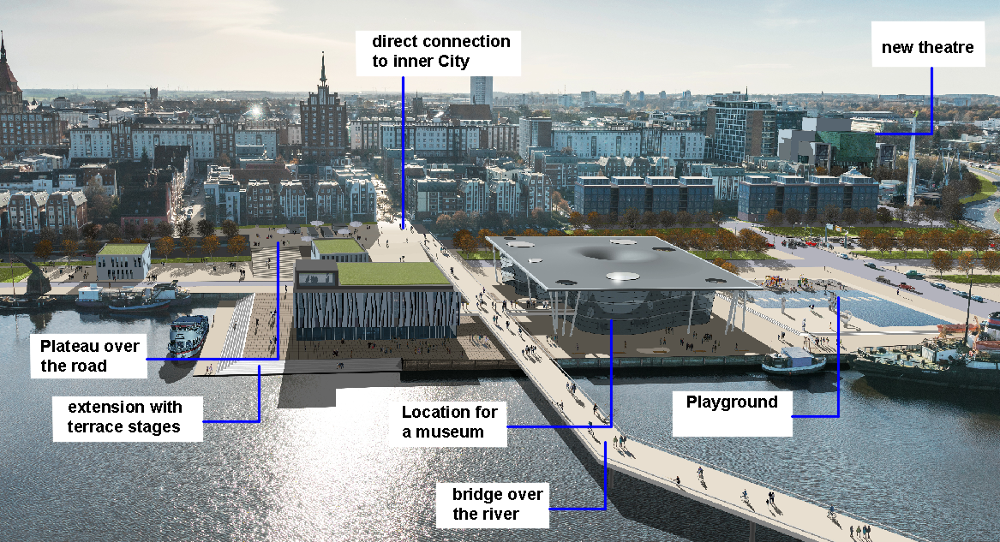 direct connection
to inner City
new theatre
Plateau over
the road
extension with
terrace stages
Location for
a museum
Playground
bridge over
the river